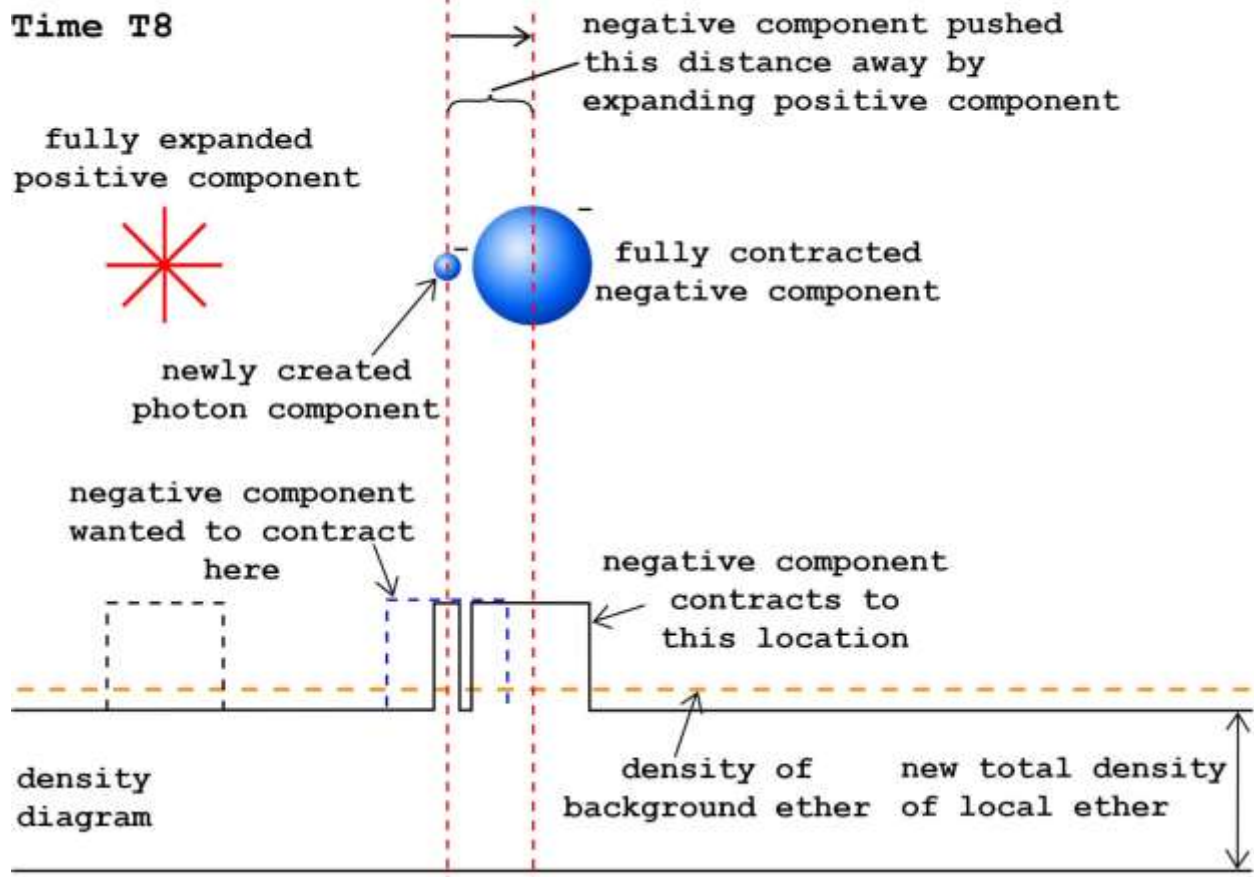 Time T8
negative component pushed
this distance away by
expanding positive component
fully expanded
positive component
-
-
fully contracted
negative component
newly created
photon component
negative component
wanted to contract
here
negative component
contracts to
this location
density
diagram
density of
background ether
new total density
of local ether